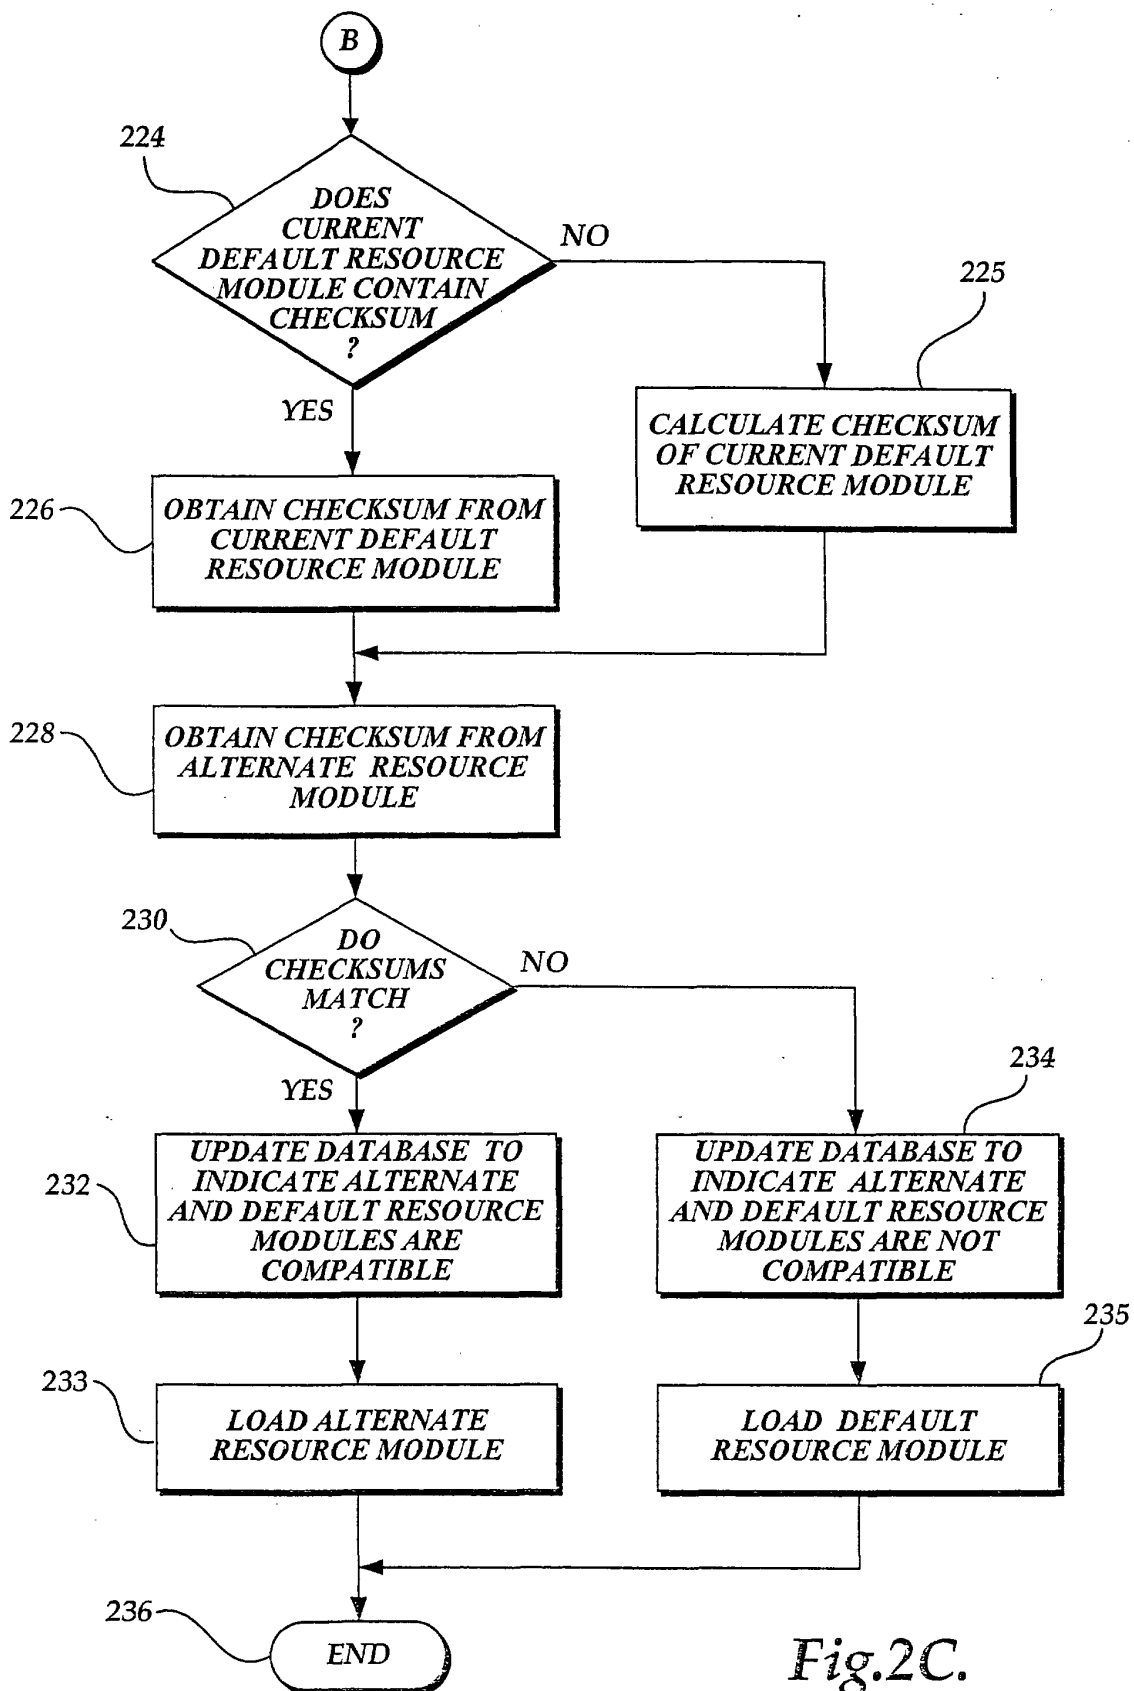 B
224
DOES
CURRENT
DEFAULT RESOURCE
MODULE CONTAIN
CHECKSUM
?
NO
225
YES
CALCULATE CHECKSUM
OF CURRENT DEFAULT
RESOURCE MODULE
226
OBTAIN CHECKSUM FROM
CURRENT DEFAULT
RESOURCE MODULE
228
OBTAIN CHECKSUM FROM
ALTERNATE RESOURCE
MODULE
230
DO
CHECKSUMS
MATCH
?
NO
YES
234
232
UPDATE DATABASE TO
INDICATE ALTERNATE
AND DEFAULT RESOURCE
MODULES ARE
COMPATIBLE
UPDATE DATABASE TO
INDICATE ALTERNATE
AND DEFAULT RESOURCE
MODULES ARE NOT
COMPATIBLE
235
233
LOAD ALTERNATE
RESOURCE MODULE
LOAD DEFAULT
RESOURCE MODULE
236
END
Fig.2C.